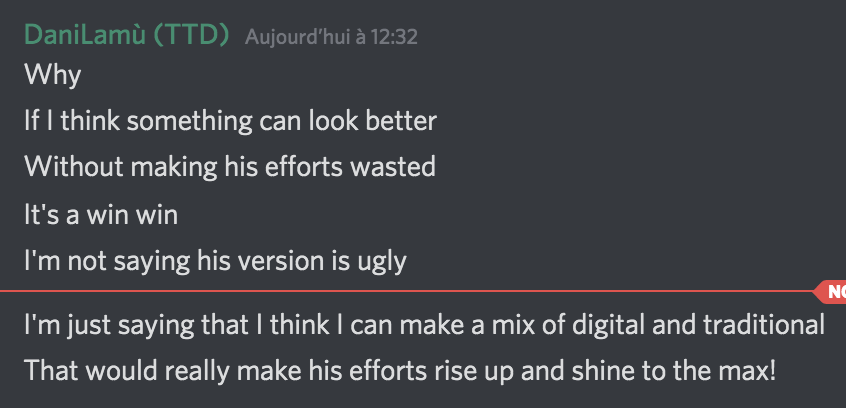 DaniLamù (TTD) Aujourd'hui à 12:32
Why
If I think something can look better
Without making his efforts wasted
It's a win win
I'm not saying his version is ugly
I'm just saying that I think I can make a mix of digital and traditional
That would really make his efforts rise up and shine to the max!